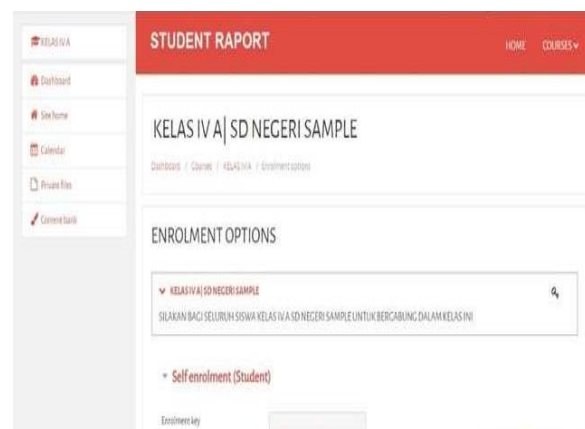 KELAS IV A
STUDENT RAPORT
HOME COURSES
Dashboard
Site home
Calendar
Private files
Content bank
KELAS IV A| SD NEGERI SAMPLE
Dashboard / Courses / KELAS IV A / Enrolment options
ENROLMENT OPTIONS
KELAS IV A| SD NEGERI SAMPLE
SILAKAN BAGI SELURUH SISWA KELAS IV A SD NEGERI SAMPLE UNTUK BERGABUNG DALAM KELAS INI
Self enrolment (Student)
Enrolment key